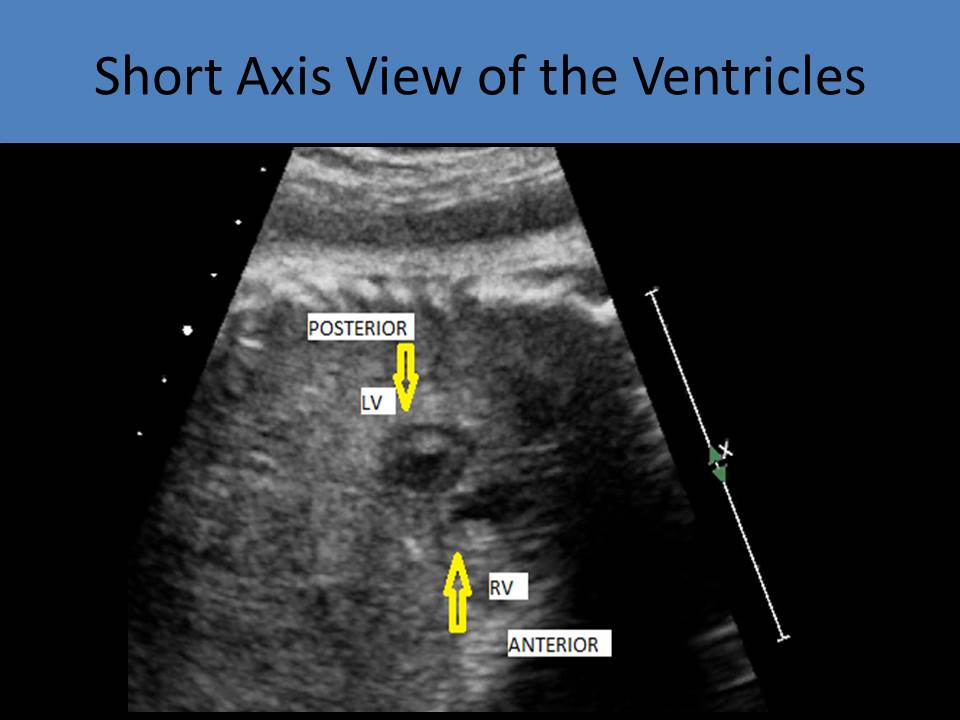 Short Axis View of the Ventricles
POSTERIOR
LV
X
RV
ANTERIOR